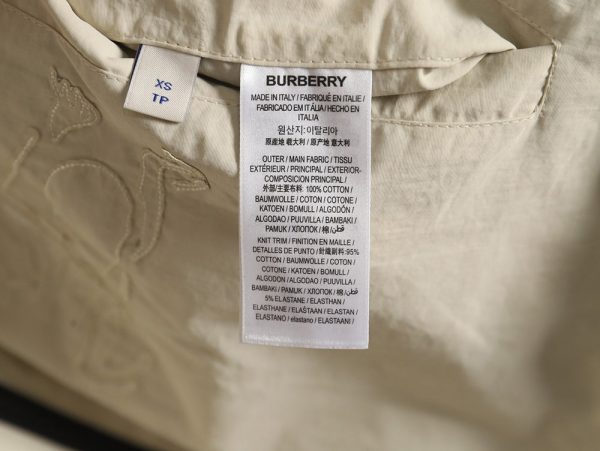 XS
TP
BURBERRY
MADE IN ITALY / FABRIQUÉ EN ITALIE /
FABRICADO EM ITÁLIA / HECHO EN
ITALIA
원산지: 이탈리아
原産地 義大利 / 原产地 意大利
OUTER / MAIN FABRIC / TISSU
EXTÉRIEUR / PRINCIPAL / EXTERIOR-
COMPOSICIÓN PRINCIPAL /
外部/主要布料: 100% COTTON /
BAUMWOLLE / COTON / COTONE /
KATOEN / BOMULL / ALGODÓN /
ALGODAO / PUUVILLA / BAMBAKI /
PAMUK / ХЛОПОК / 棉 / قطن /
KNIT TRIM / FINITION EN MAILLE /
DETALLES DE PUNTO / 針織副料: 95%
COTTON / BAUMWOLLE / COTON /
COTONE / KATOEN / BOMULL /
ALGODON / ALGODAO / PUUVILLA /
BAMBAKI / PAMUK / ХЛОПОК / 棉 / قطن /
5% ELASTANE / ELASTHAN /
ELASTHANE / ELASTAAN / ELASTAN /
ELASTANO / elastano / ELASTAANI /